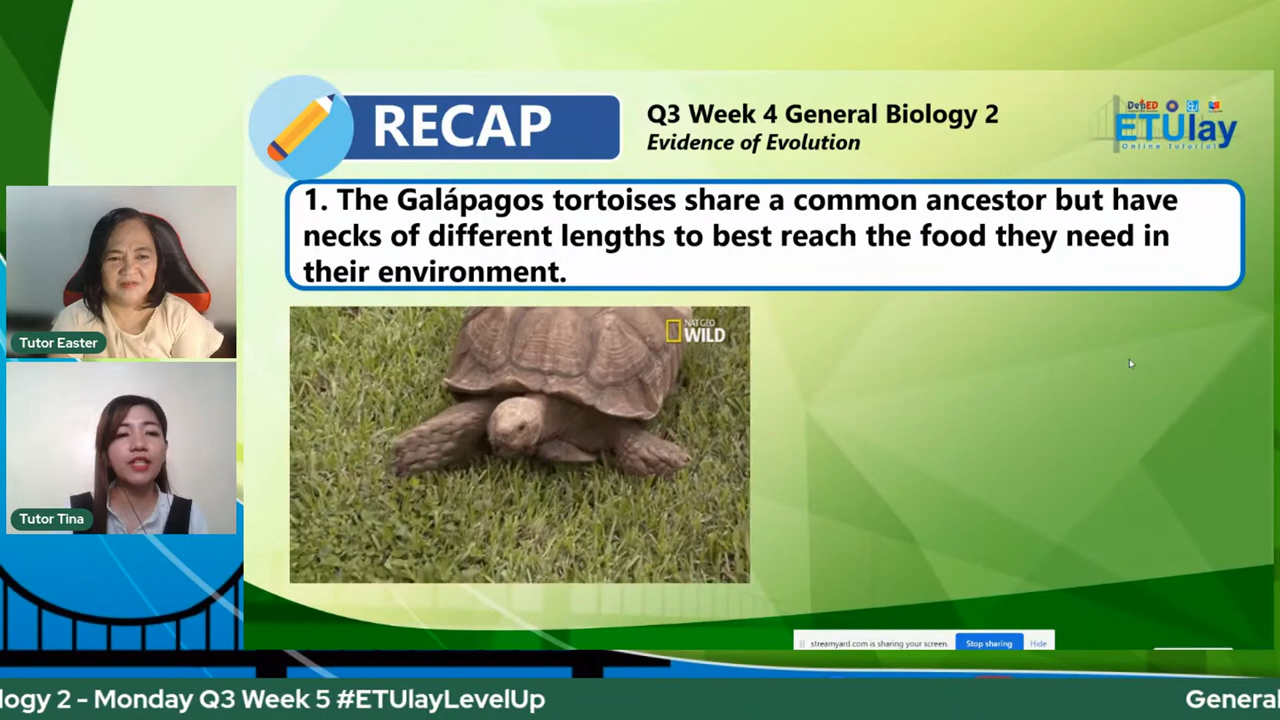 RECAP
Q3 Week 4 General Biology 2
Evidence of Evolution
DepED
ETUlay
Online Tutorial
1. The Galápagos tortoises share a common ancestor but have
necks of different lengths to best reach the food they need in
their environment.
NAT GEO
WILD
Tutor Easter
Tutor Tina
streamyard.com is sharing your screen.
Stop sharing
Hide
logy 2 - Monday Q3 Week 5 #ETUlayLevelUp
General